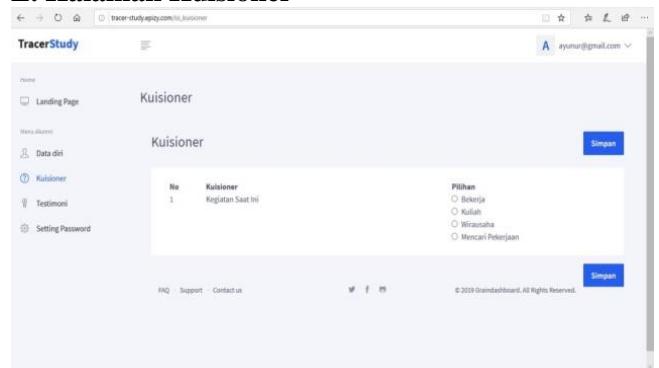 tracer-study.epizy.com/isi_kuisioner
TracerStudy
A ayunur@gmail.com
Home
Landing Page
Kuisioner
Menu Alumni
Data diri
Kuisioner
Simpan
Kuisioner
Testimoni
Setting Password
No Kuisioner Pilihan
1 Kegiatan Saat Ini
Bekerja
Kuliah
Wirausaha
Mencari Pekerjaan
Simpan
FAQ Support Contact us
© 2019 Graindashboard. All Rights Reserved.